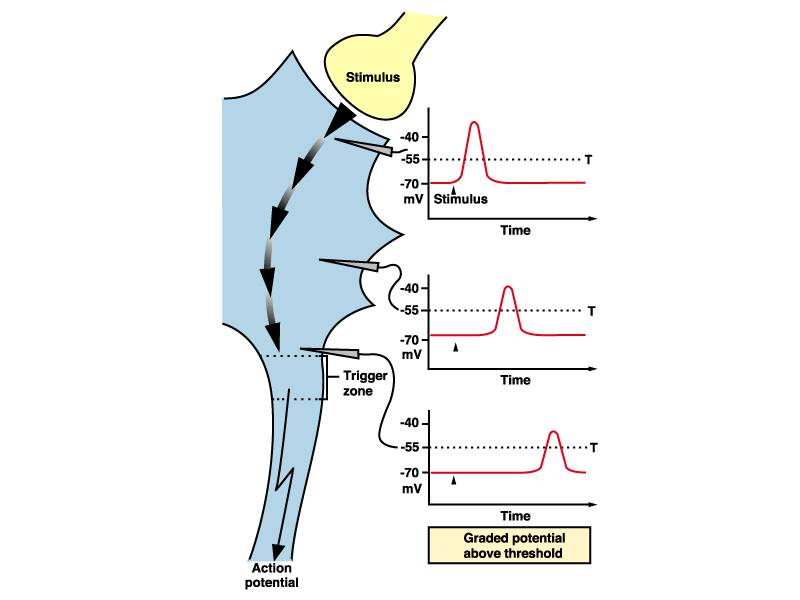 Stimulus
-40
-55
T
-70
mV
Stimulus
Time
-40
-55
T
-70
mV
Time
Trigger
zone
-40
-55
T
-70
mV
Time
Graded potential
above threshold
Action
potential